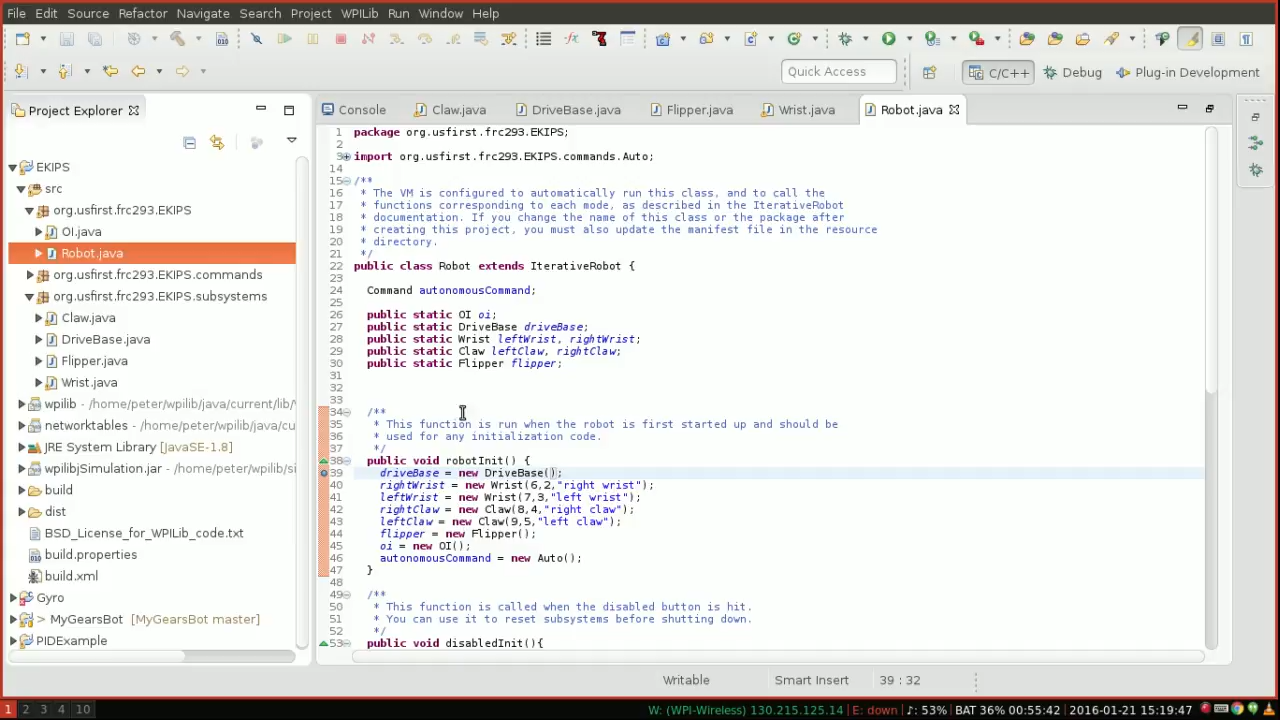 File Edit Source Refactor Navigate Search Project WPILib Run Window Help
Quick Access
C/C++ Debug Plug-in Development
Project Explorer
EKIPS
src
org.usfirst.frc293.EKIPS
OI.java
Robot.java
org.usfirst.frc293.EKIPS.commands
org.usfirst.frc293.EKIPS.subsystems
Claw.java
DriveBase.java
Flipper.java
Wrist.java
wpilib - /home/peter/wpilib/java/current/lib/
networktables - /home/peter/wpilib/java/cu
JRE System Library [JavaSE-1.8]
wpilibjSimulation.jar - /home/peter/wpilib/si
build
dist
BSD_License_for_WPILib_code.txt
build.properties
build.xml
Gyro
> MyGearsBot [MyGearsBot master]
PIDExample
Console Claw.java DriveBase.java Flipper.java Wrist.java Robot.java
1 package org.usfirst.frc293.EKIPS;
2
3 import org.usfirst.frc293.EKIPS.commands.Auto;
14
15 /**
16 * The VM is configured to automatically run this class, and to call the
17 * functions corresponding to each mode, as described in the IterativeRobot
18 * documentation. If you change the name of this class or the package after
19 * creating this project, you must also update the manifest file in the resource
20 * directory.
21 */
22 public class Robot extends IterativeRobot {
23
24 Command autonomousCommand;
25
26 public static OI oi;
27 public static DriveBase driveBase;
28 public static Wrist leftWrist, rightWrist;
29 public static Claw leftClaw, rightClaw;
30 public static Flipper flipper;
31
32
33
34 /**
35 * This function is run when the robot is first started up and should be
36 * used for any initialization code.
37 */
38 public void robotInit() {
39 driveBase = new DriveBase();
40 rightWrist = new Wrist(6,2,"right wrist");
41 leftWrist = new Wrist(7,3,"left wrist");
42 rightClaw = new Claw(8,4,"right claw");
43 leftClaw = new Claw(9,5,"left claw");
44 flipper = new Flipper();
45 oi = new OI();
46 autonomousCommand = new Auto();
47 }
48
49 /**
50 * This function is called when the disabled button is hit.
51 * You can use it to reset subsystems before shutting down.
52 */
53 public void disabledInit(){
Writable Smart Insert 39 : 32
1 2 3 4 10 W: (WPI-Wireless) 130.215.125.14 | E: down | ♪: 53% | BAT 36% 00:55:42 | 2016-01-21 15:19:47